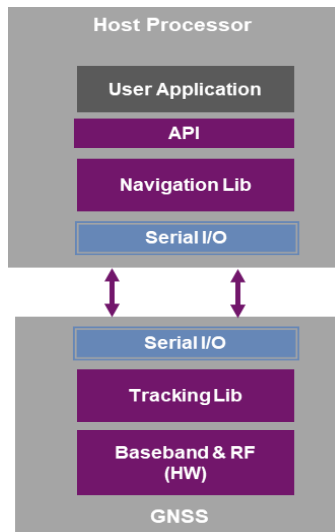 Host Processor
User Application
API
Navigation Lib
Serial I/O
Serial I/O
Tracking Lib
Baseband & RF
(HW)
GNSS